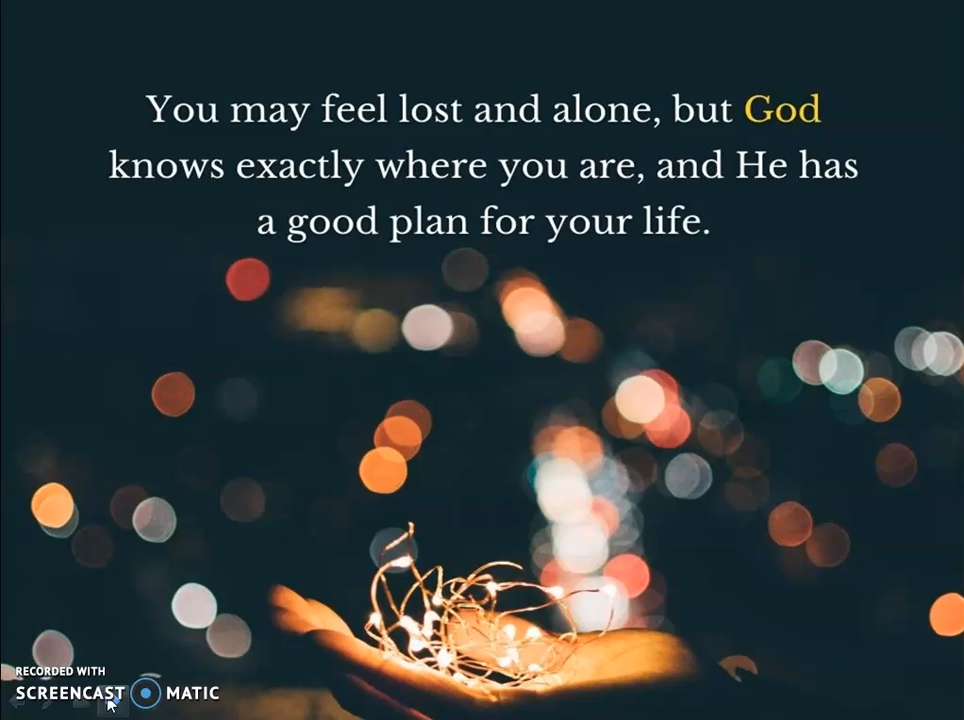 You may feel lost and alone, but God
knows exactly where you are, and He has
a good plan for your life.
RECORDED WITH
SCREENCAST MATIC